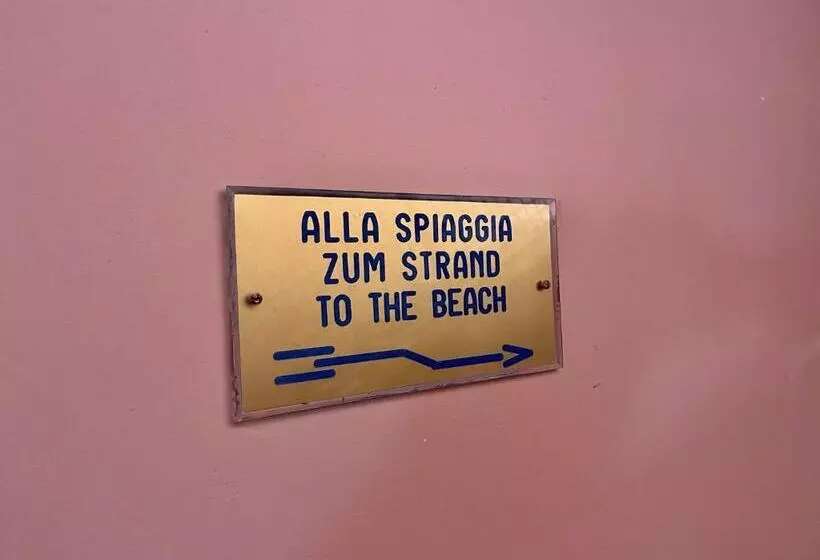 ALLA SPIAGGIA
ZUM STRAND
TO THE BEACH